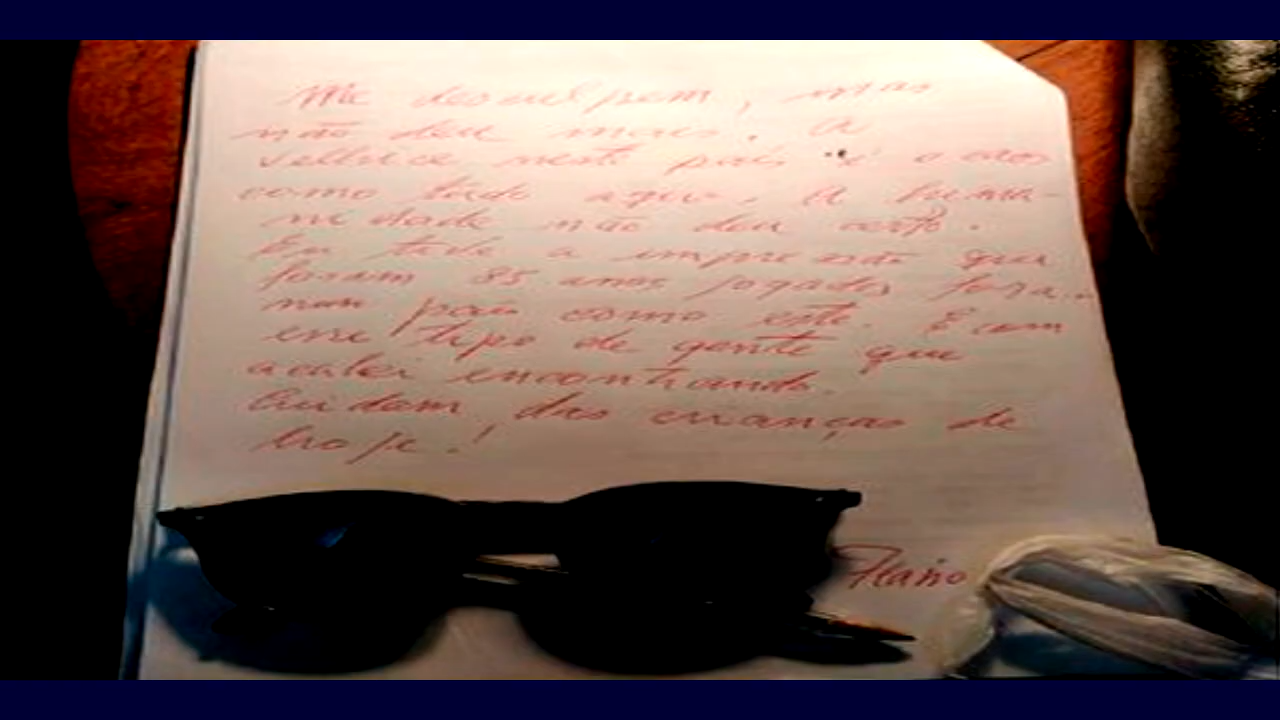 Me desculpem, mas
não deu mais. A
velhice neste país é o caos
como tudo aqui. A huma-
nidade não deu certo.
Eu tive a impressão que
foram 85 anos jogados fora...
num país como este. E com
esse tipo de gente que
acabei encontrando.
Cuidem das crianças de
hoje!
Flavio